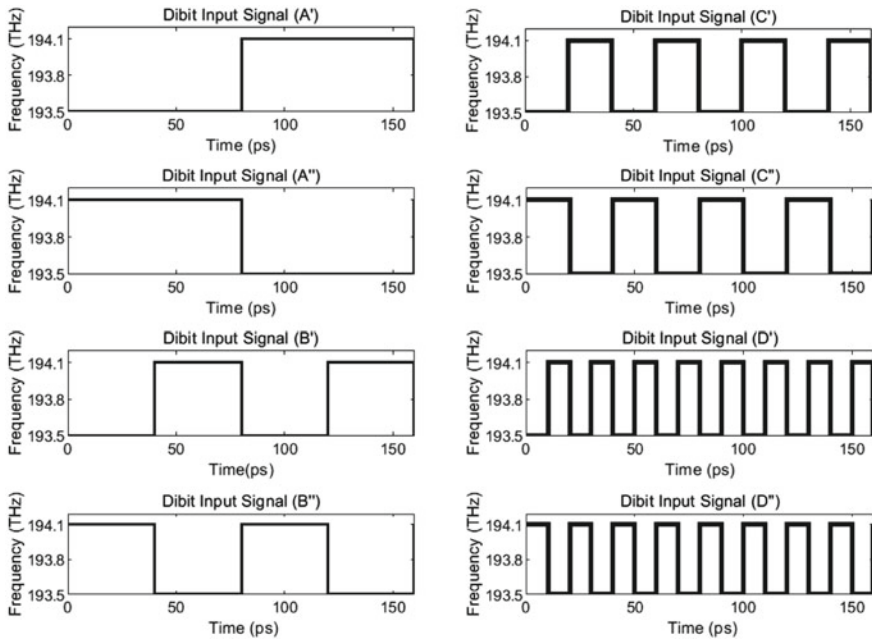 Dibit Input Signal (A')
Frequency (THz)
194.1
193.8
193.5
0
50
100
150
Time (ps)
Dibit Input Signal (A'')
Frequency (THz)
194.1
193.8
193.5
0
50
100
150
Time (ps)
Dibit Input Signal (B')
Frequency (THz)
194.1
193.8
193.5
0
50
100
150
Time(ps)
Dibit Input Signal (B'')
Frequency (THz)
194.1
193.8
193.5
0
50
100
150
Time (ps)
Dibit Input Signal (C')
Frequency (THz)
194.1
193.8
193.5
0
50
100
150
Time (ps)
Dibit Input Signal (C'')
Frequency (THz)
194.1
193.8
193.5
0
50
100
150
Time (ps)
Dibit Input Signal (D')
Frequency (THz)
194.1
193.8
193.5
0
50
100
150
Time (ps)
Dibit Input Signal (D'')
Frequency (THz)
194.1
193.8
193.5
0
50
100
150
Time (ps)